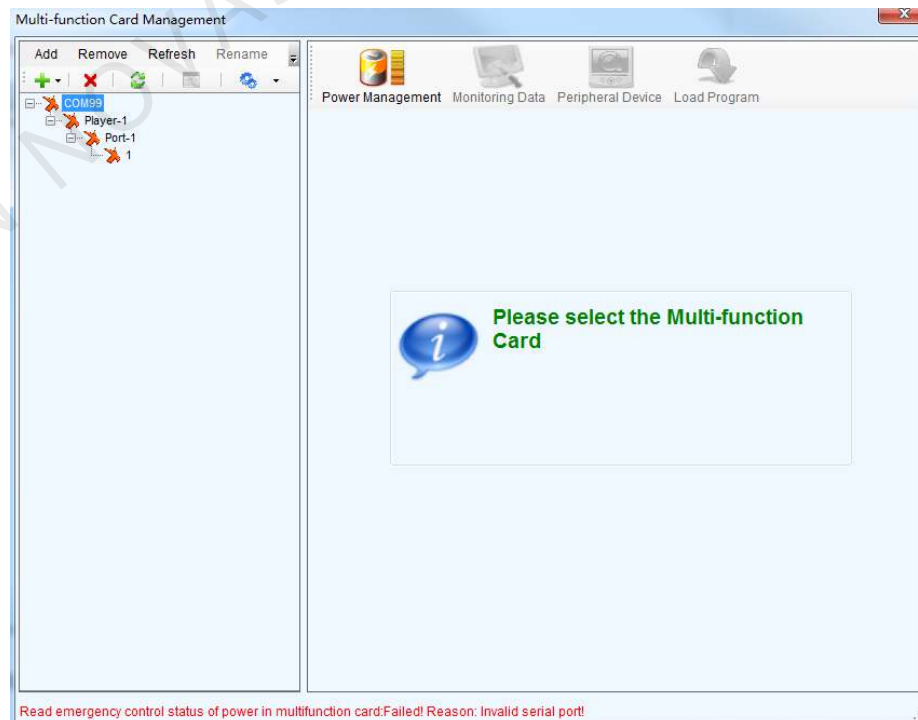 Multi-function Card Management
Add Remove Refresh Rename
Power Management Monitoring Data Peripheral Device Load Program
COM99
Player-1
Port-1
1
Please select the Multi-function
Card
Read emergency control status of power in multifunction card:Failed! Reason: Invalid serial port!